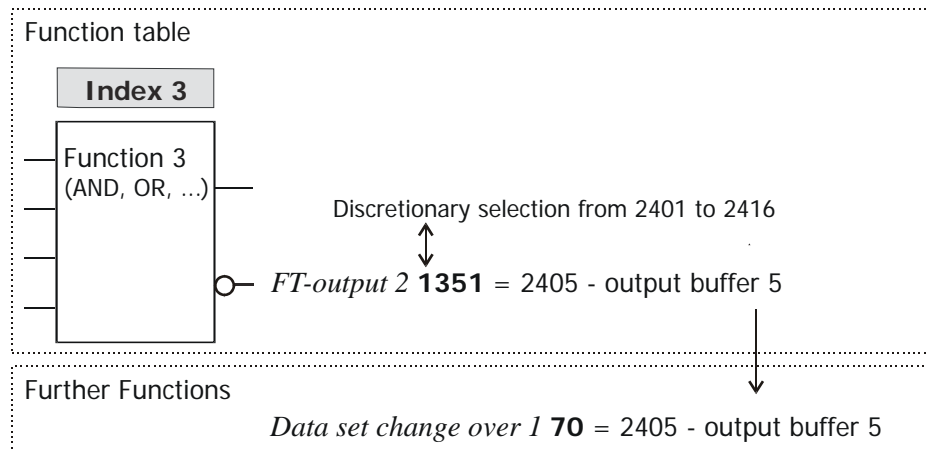 Function table
Index 3
Function 3
(AND, OR, ...)
Discretionary selection from 2401 to 2416
FT-output 2 1351 = 2405 - output buffer 5
Further Functions
Data set change over 1 70 = 2405 - output buffer 5